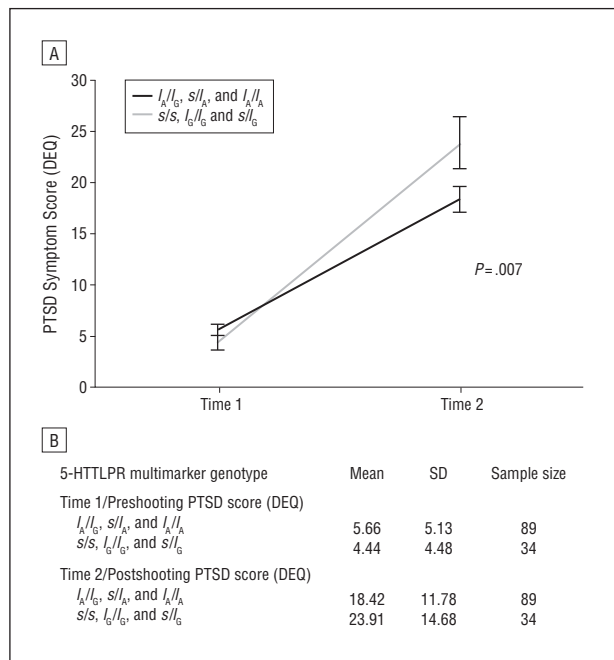 A
30
25
20
15
10
5
0
PTSD Symptom Score (DEQ)
lA/lG, s/lA, and lA/lA
s/s, lG/lG and s/lG
P=.007
Time 1 Time 2
B
5-HTTLPR multimarker genotype Mean SD Sample size
Time 1/Preshooting PTSD score (DEQ)
lA/lG, s/lA, and lA/lA 5.66 5.13 89
s/s, lG/lG, and s/lG 4.44 4.48 34
Time 2/Postshooting PTSD score (DEQ)
lA/lG, s/lA, and lA/lA 18.42 11.78 89
s/s, lG/lG, and s/lG 23.91 14.68 34